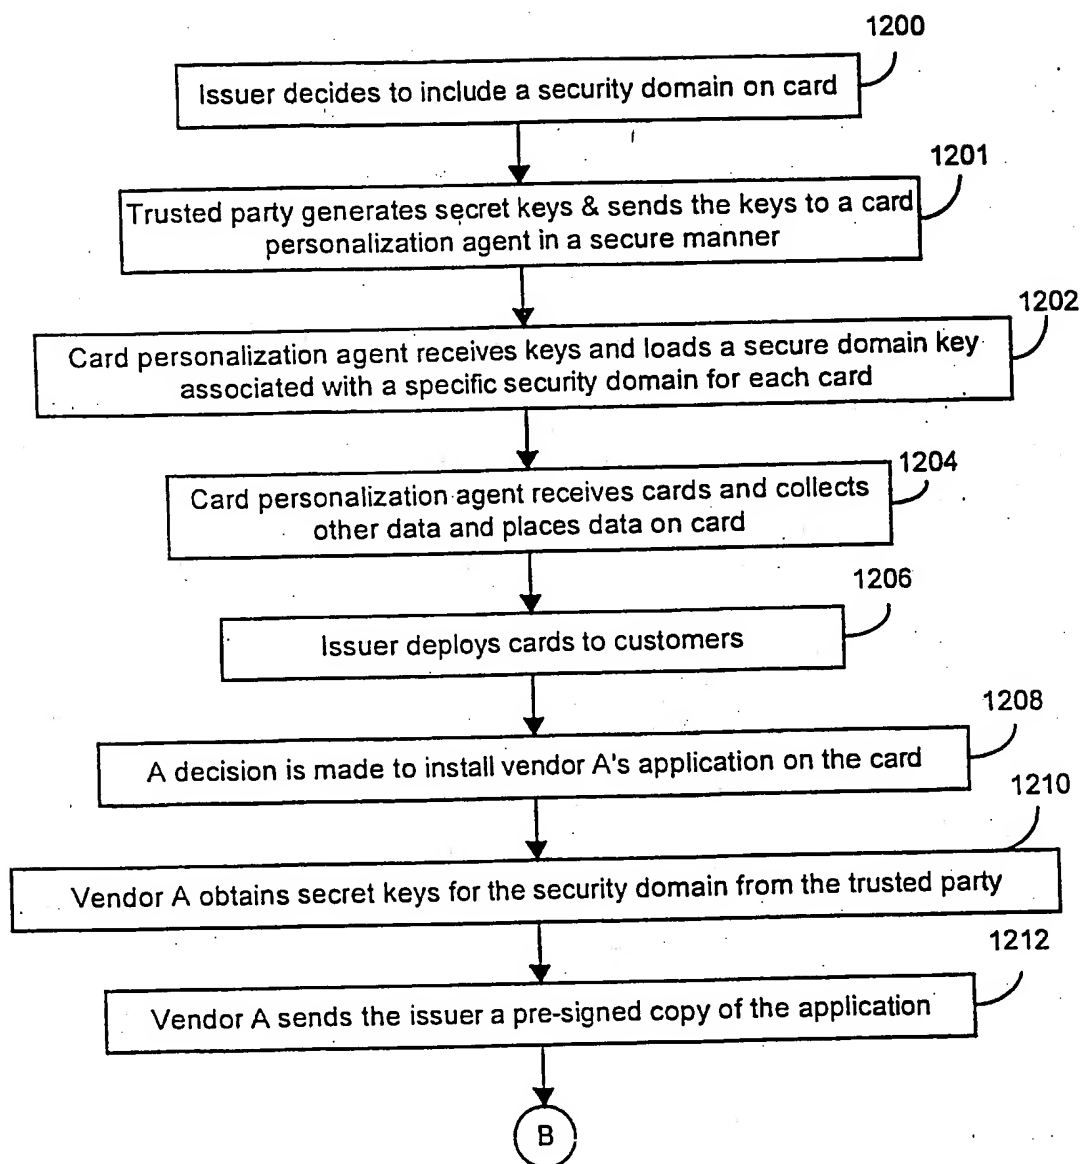 1200
Issuer decides to include a security domain on card
1201
Trusted party generates secret keys & sends the keys to a card
personalization agent in a secure manner
1202
Card personalization agent receives keys and loads a secure domain key
associated with a specific security domain for each card
1204
Card personalization agent receives cards and collects
other data and places data on card
1206
Issuer deploys cards to customers
1208
A decision is made to install vendor A's application on the card
1210
Vendor A obtains secret keys for the security domain from the trusted party
1212
Vendor A sends the issuer a pre-signed copy of the application
B